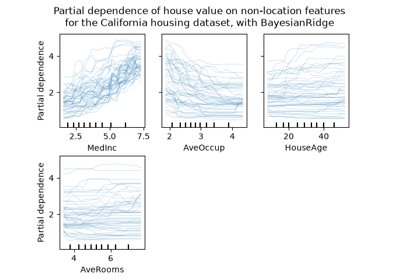 Partial dependence of house value on non-location features
for the California housing dataset, with BayesianRidge
Partial dependence
4
2
2.5 5.0 7.5
MedInc
2 3 4
AveOccup
20 40
HouseAge
Partial dependence
4
2
4 6
AveRooms